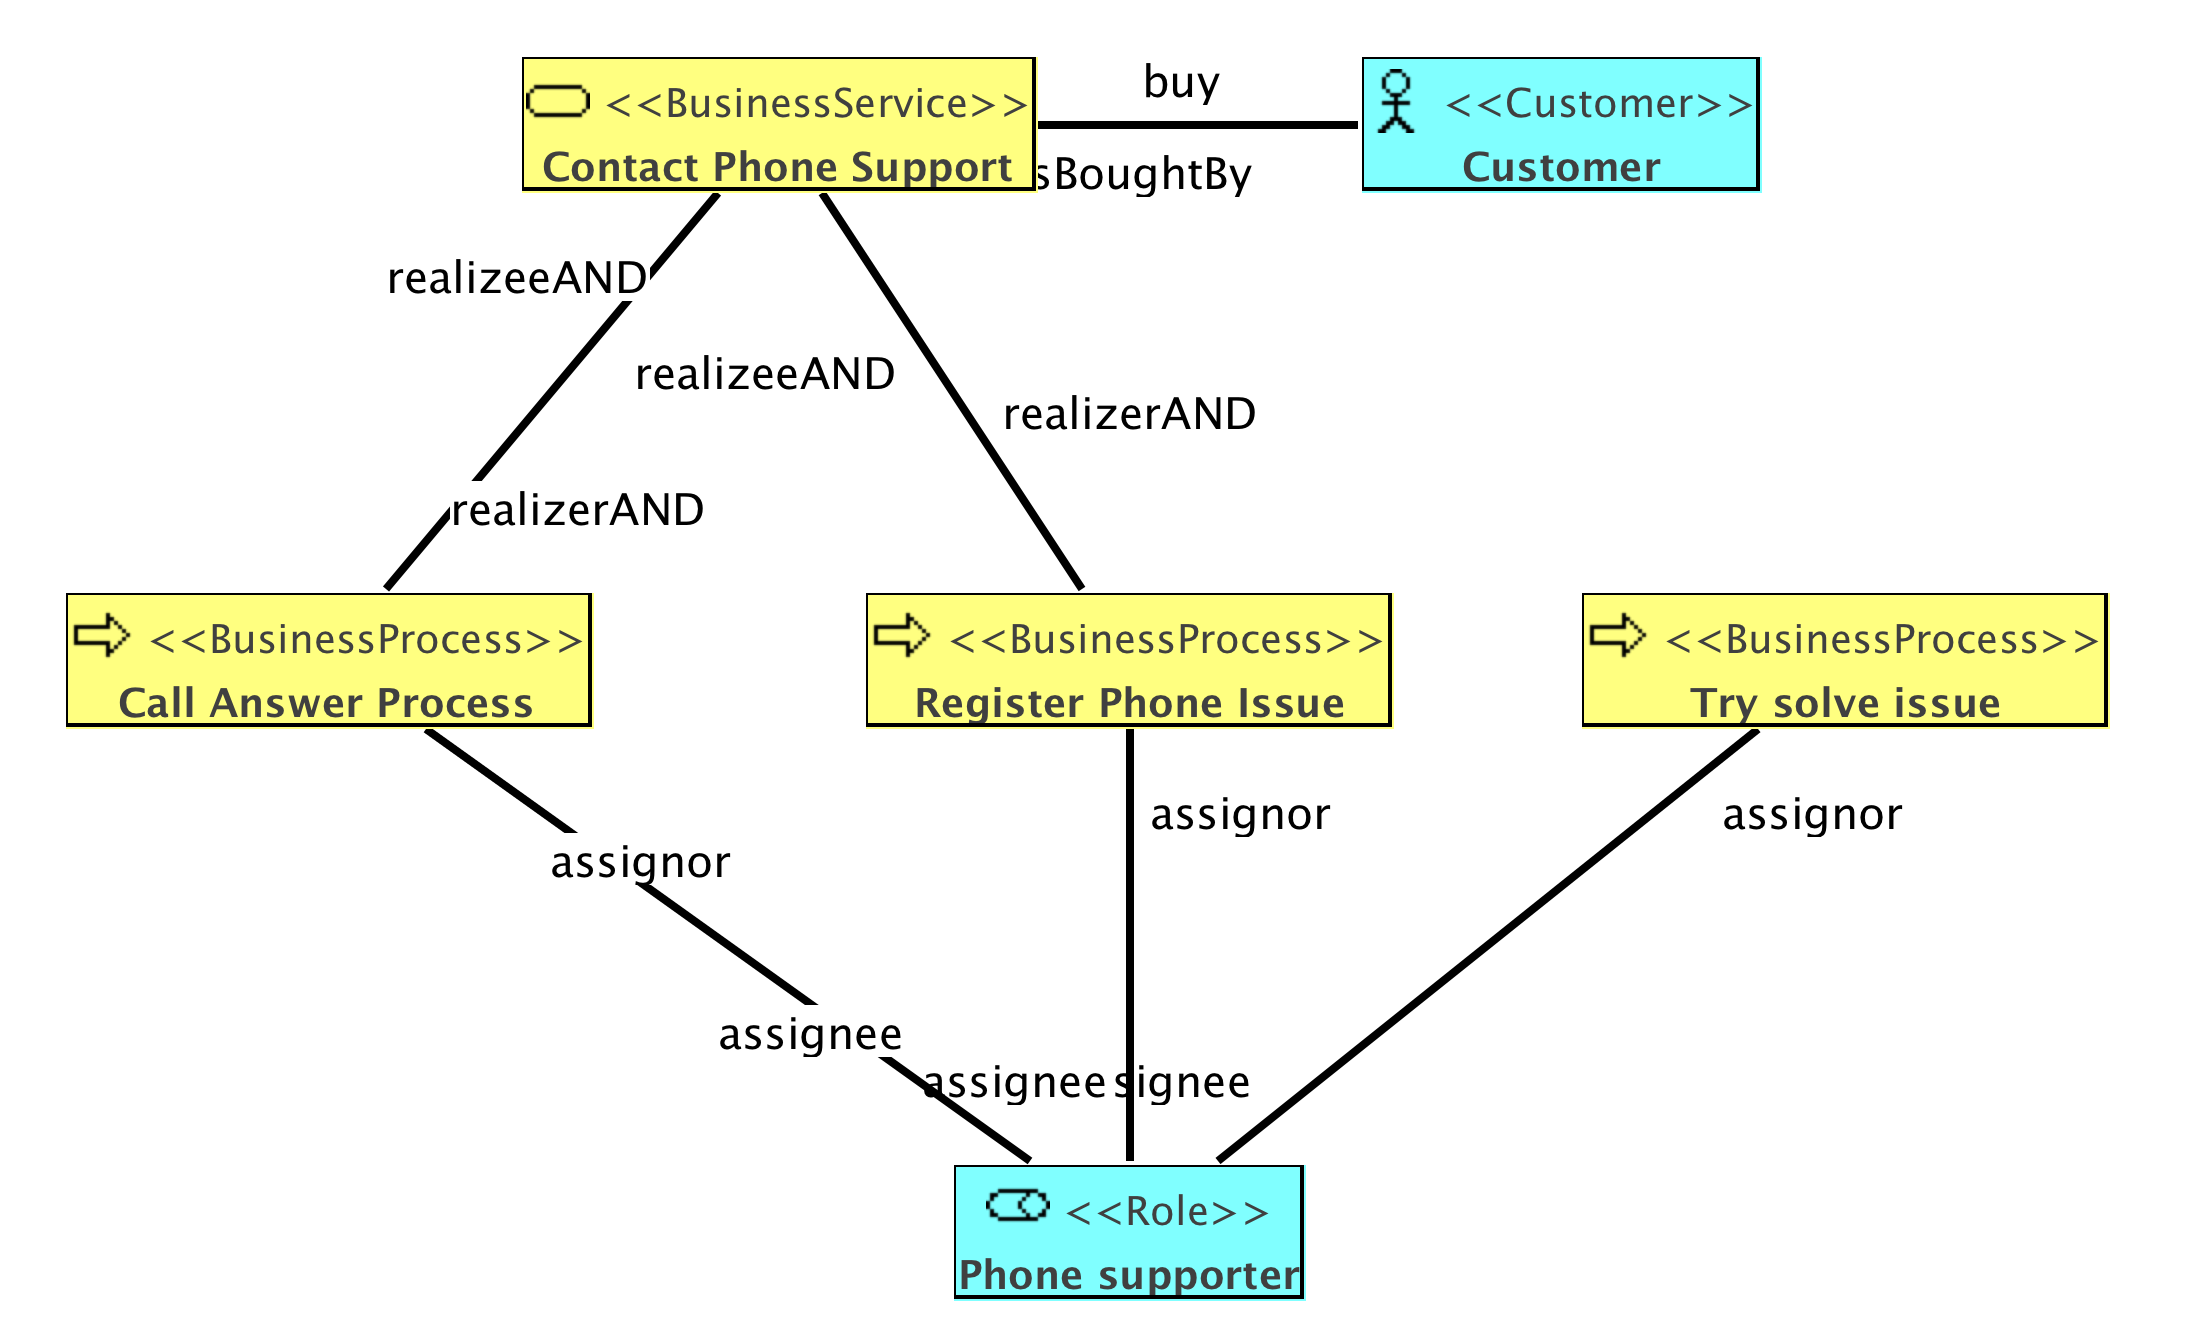 buy
<<BusinessService>>
<<Customer>>
Contact Phone Support
Customer
sBoughtBy
realizeeAND
realizeeAND
realizerAND
realizerAND
<<BusinessProcess>>
<<BusinessProcess>>
<<BusinessProcess>>
Call Answer Process
Register Phone Issue
Try solve issue
assignor
assignor
assignor
assignee
assignee
signee
<<Role>>
Phone supporter